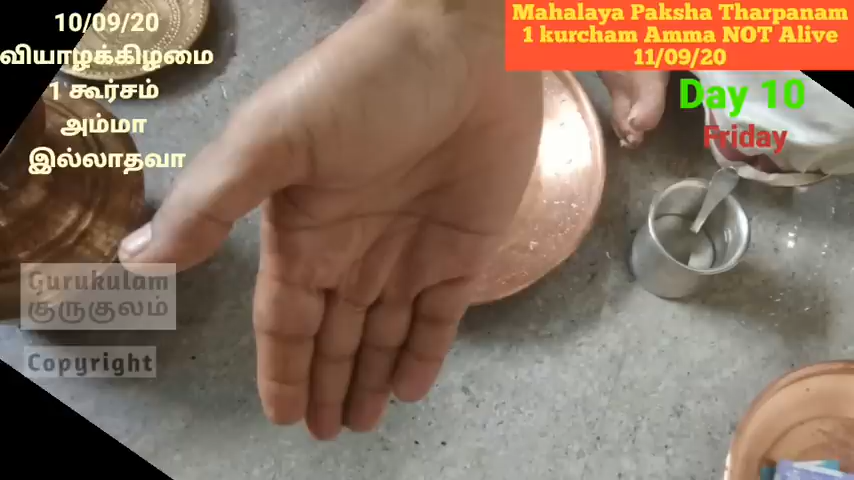 10/09/20
வியாழக்கிழமை
1 கூர்சம்
அம்மா
இல்லாதவா
Mahalaya Paksha Tharpanam
1 kurcham Amma NOT Alive
11/09/20
Day 10
Friday
Gurukulam
குருகுலம்
Copyright